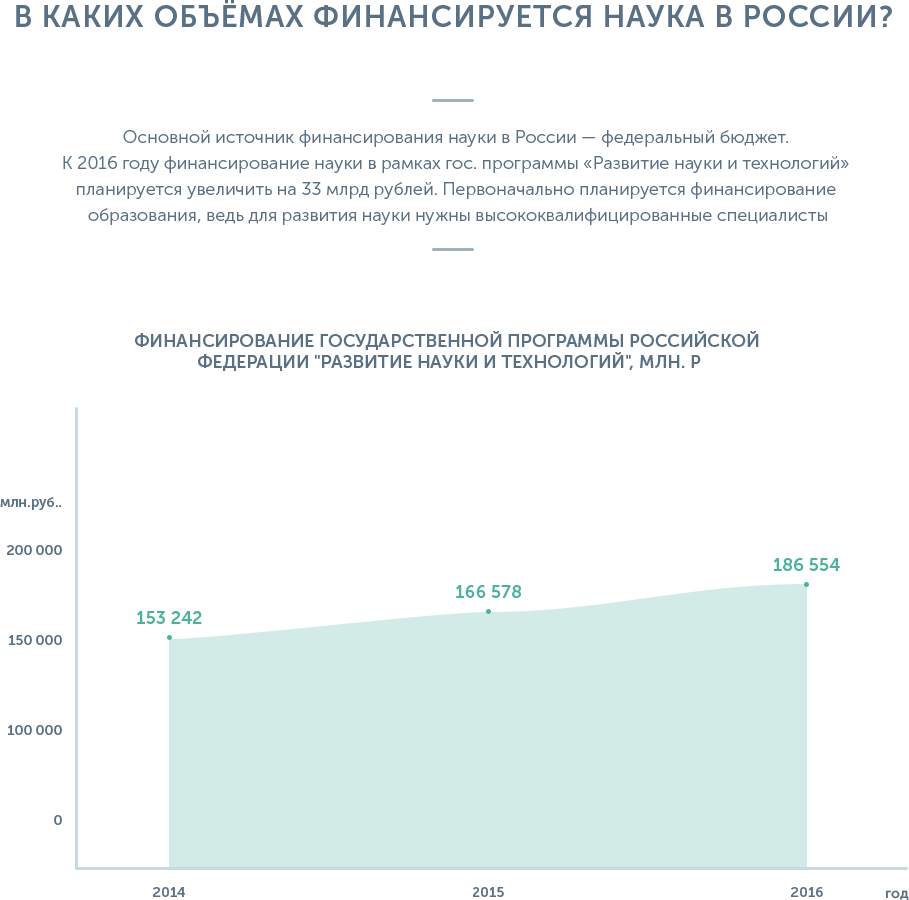 В КАКИХ ОБЪЁМАХ ФИНАНСИРУЕТСЯ НАУКА В РОССИИ?
Основной источник финансирования науки в России — федеральный бюджет.
К 2016 году финансирование науки в рамках гос. программы «Развитие науки и технологий»
планируется увеличить на 33 млрд рублей. Первоначально планируется финансирование
образования, ведь для развития науки нужны высококвалифицированные специалисты
ФИНАНСИРОВАНИЕ ГОСУДАРСТВЕННОЙ ПРОГРАММЫ РОССИЙСКОЙ
ФЕДЕРАЦИИ "РАЗВИТИЕ НАУКИ И ТЕХНОЛОГИЙ", МЛН. Р
млн.руб..
200 000
186 554
166 578
153 242
150 000
100 000
0
2014
2015
2016
год